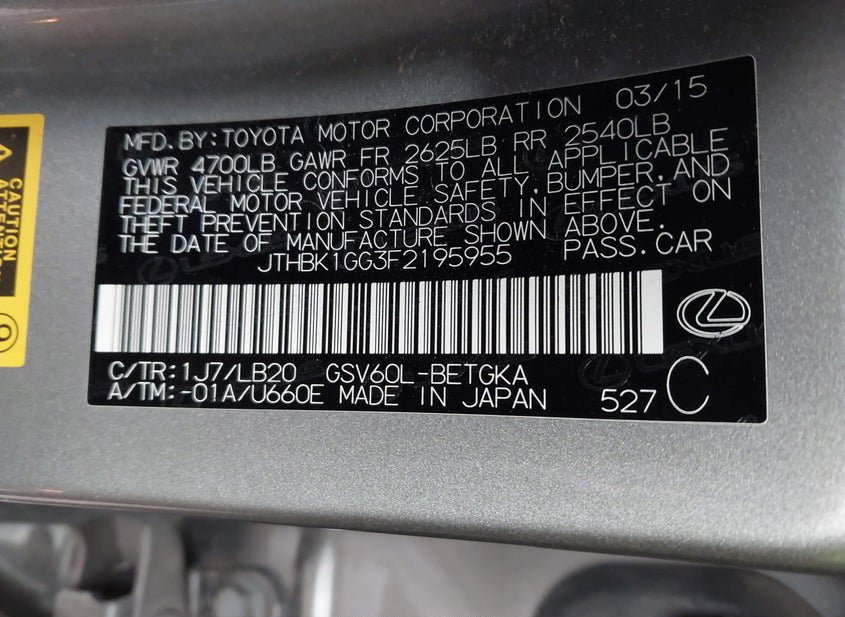 MFD.BY:TOYOTA MOTOR CORPORATION 03/15
GVWR 4700LB GAWR FR 2625LB RR 2540LB
THIS VEHICLE CONFORMS TO ALL APPLICABLE
FEDERAL MOTOR VEHICLE SAFETY,BUMPER,AND
THEFT PREVENTION STANDARDS IN EFFECT ON
THE DATE OF MANUFACTURE SHOWN ABOVE.
JTHBK1GG3F2195955 PASS.CAR
C/TR:1J7/LB20 GSV60L-BETGKA
A/TM:-01A/U660E MADE IN JAPAN 527 C
CAUTION